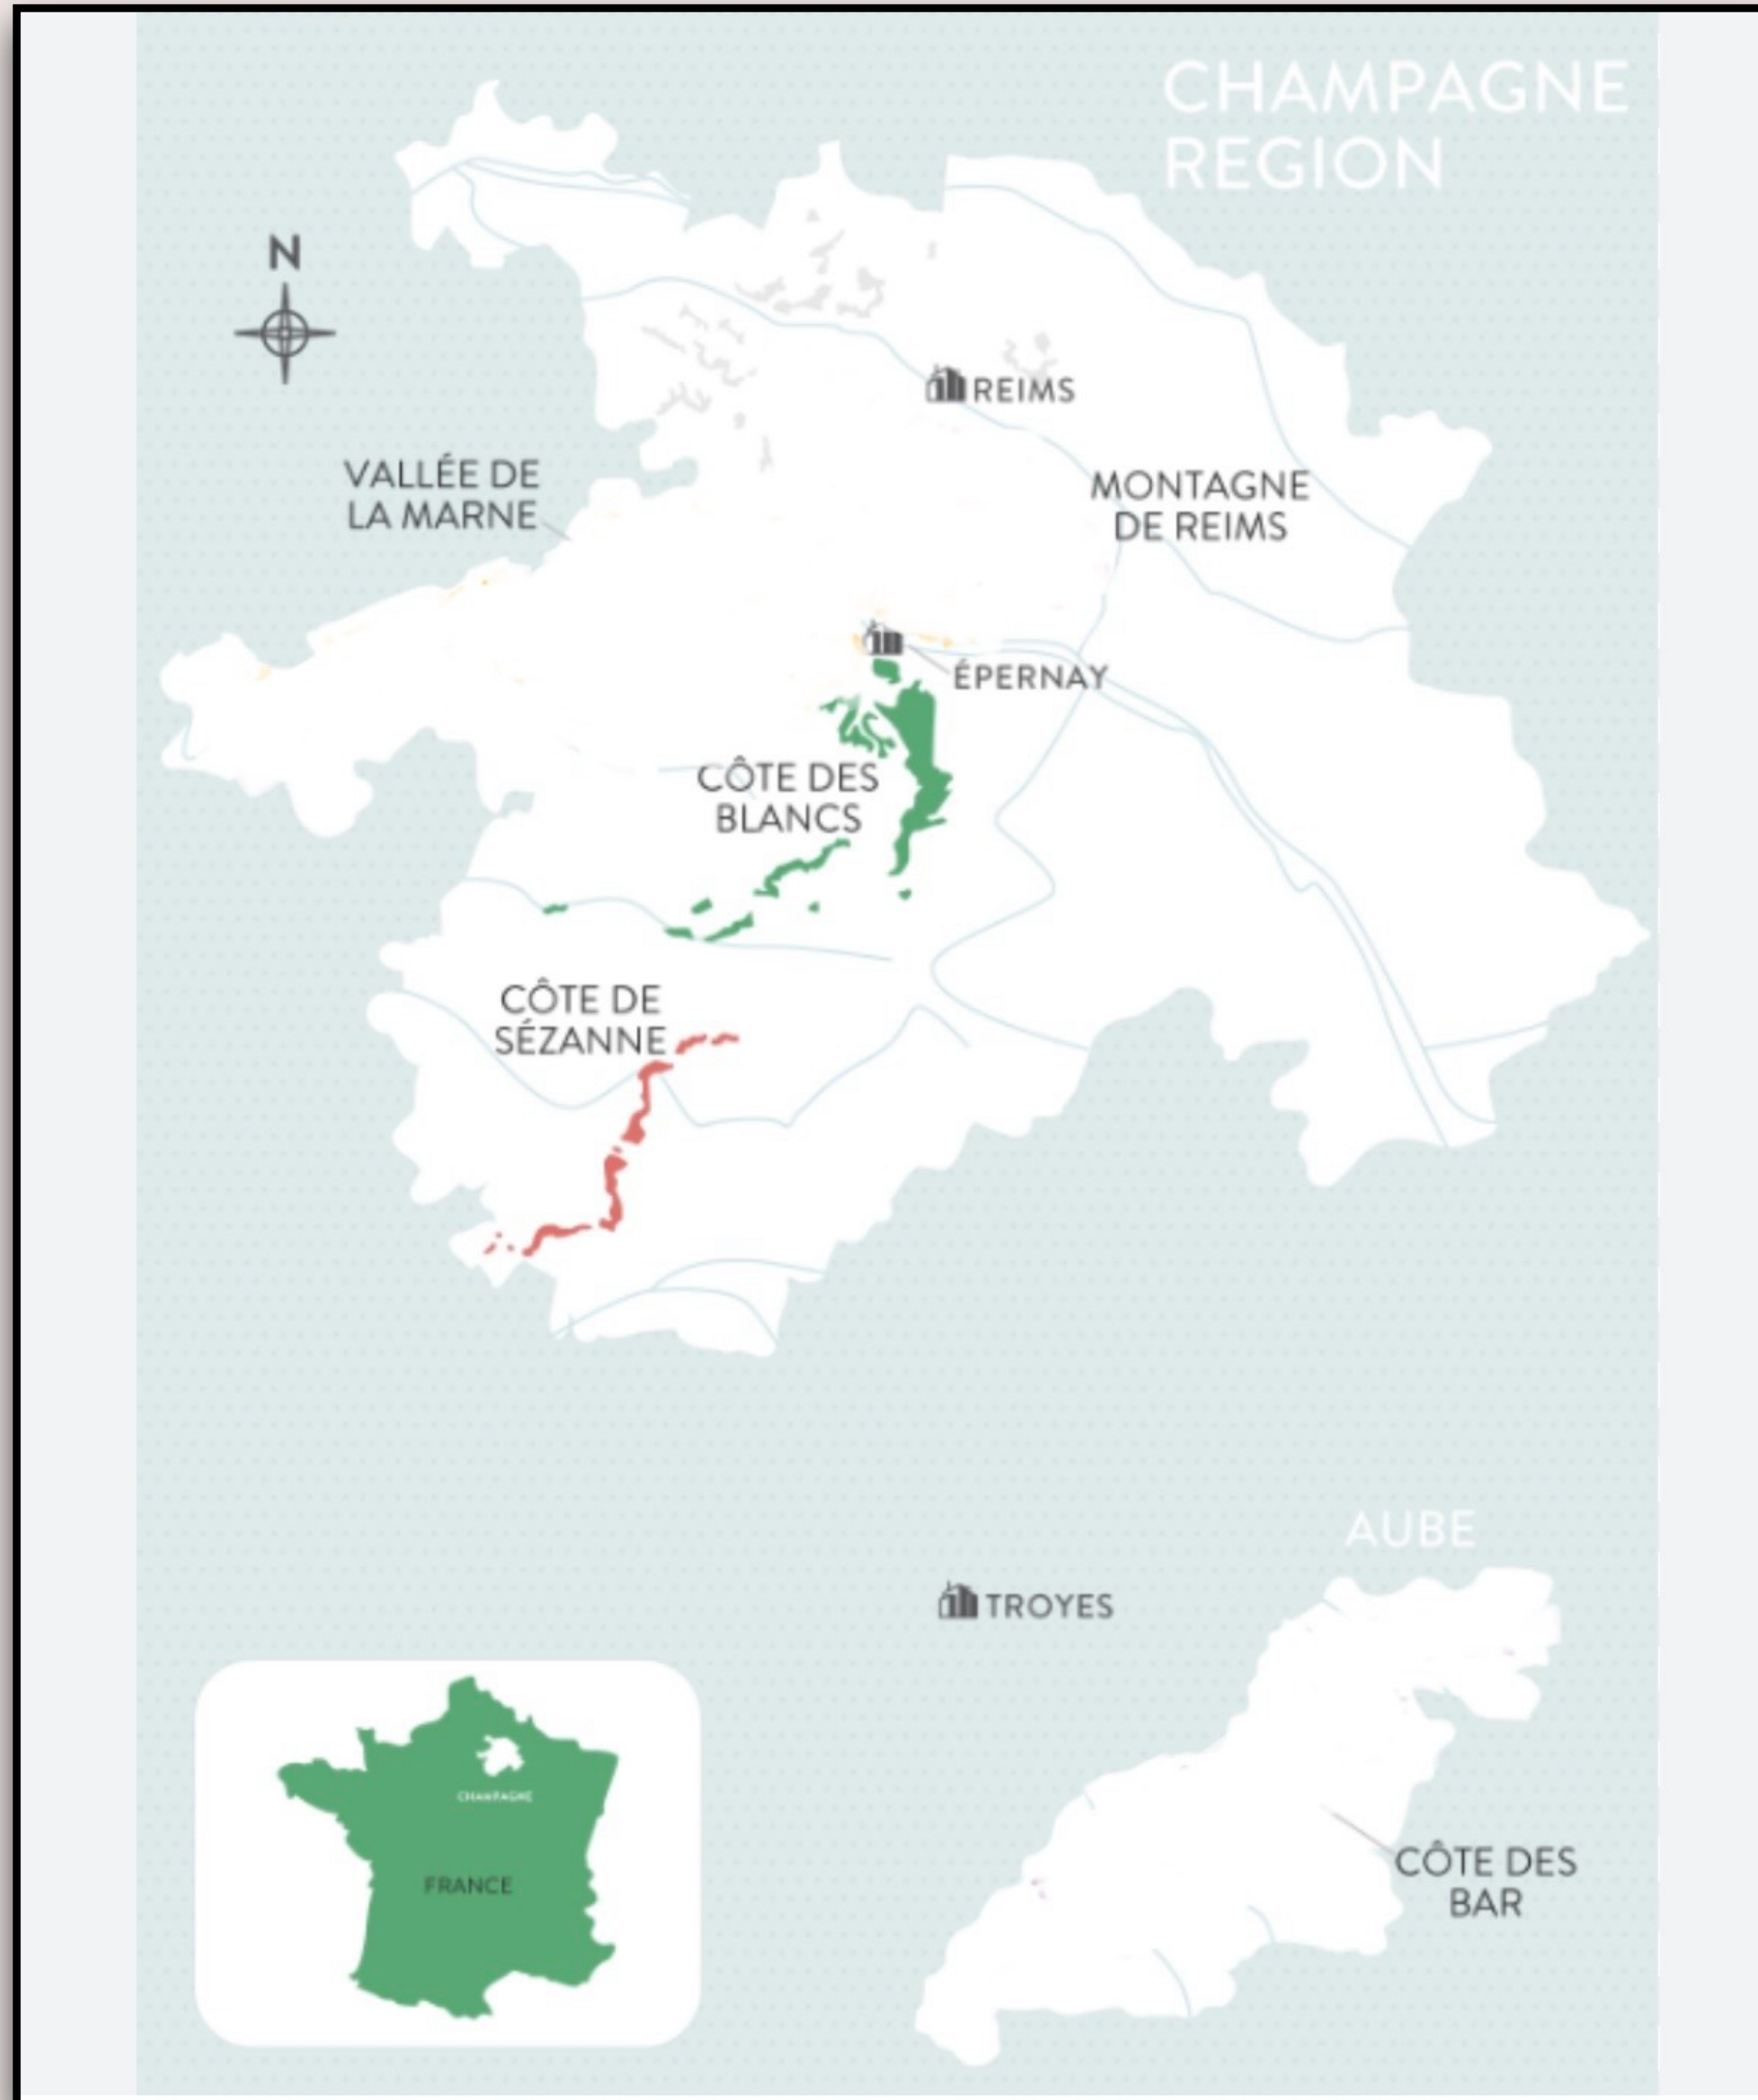 CHAMPAGNE
REGION
N
REIMS
VALLÉE DE
LA MARNE
MONTAGNE
DE REIMS
ÉPERNAY
CÔTE DES
BLANCS
CÔTE DE
SÉZANNE
AUBE
TROYES
CHAMPAGNE
FRANCE
CÔTE DES
BAR